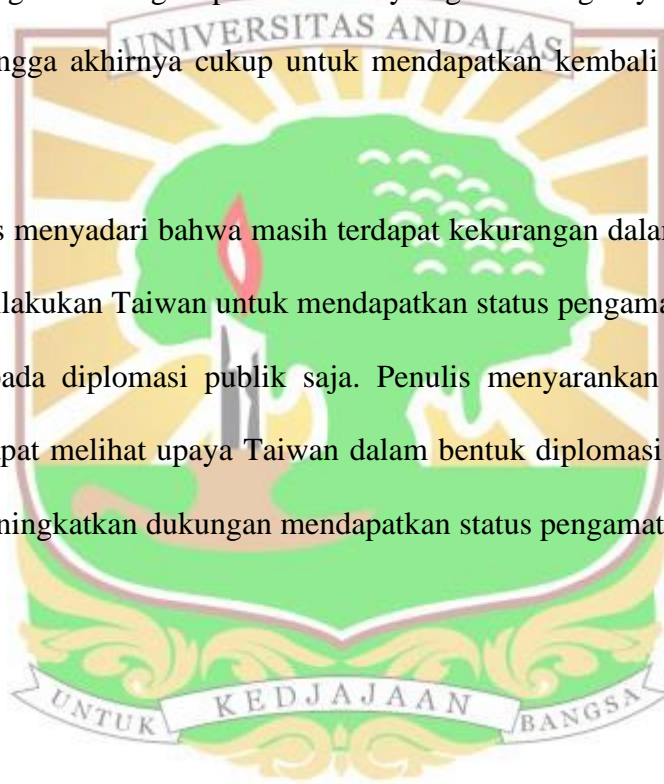 UNIVERSITAS ANDALAS
ngga akhirnya cukup untuk mendapatkan kembali
s menyadari bahwa masih terdapat kekurangan dalam
ilakukan Taiwan untuk mendapatkan status pengama
pada diplomasi publik saja. Penulis menyarankan
pat melihat upaya Taiwan dalam bentuk diplomasi
ningkatkan dukungan mendapatkan status pengamat
UNTUK KEDJAJAAN BANGSA